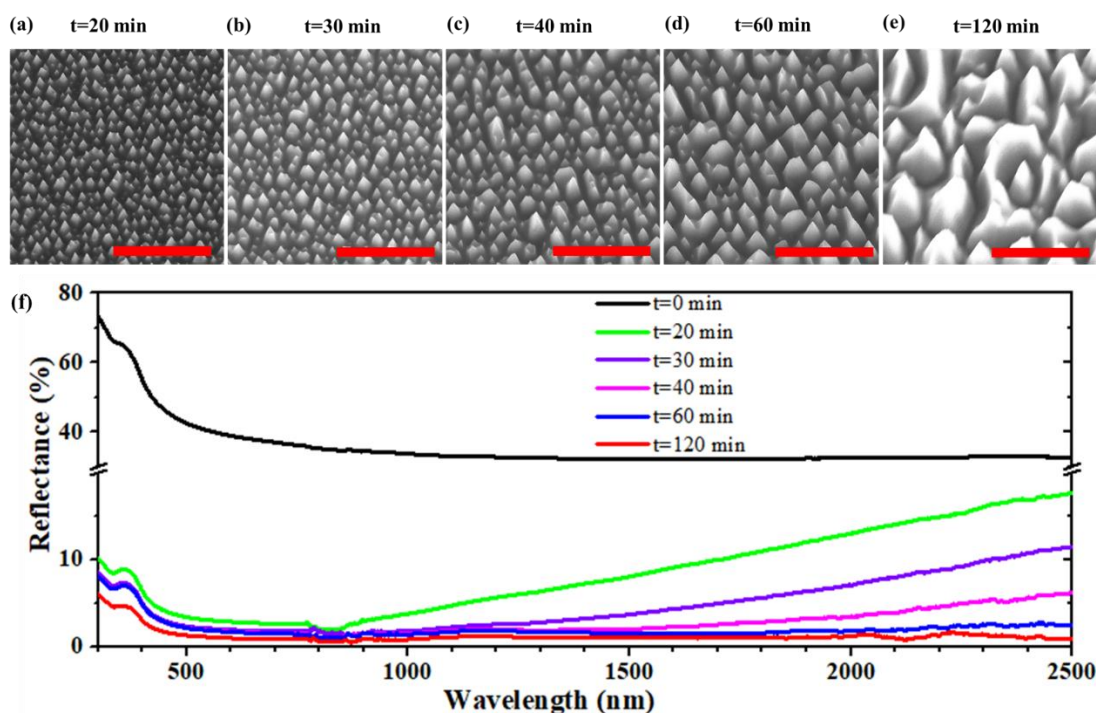 (a) t=20 min (b) t=30 min (c) t=40 min (d) t=60 min (e) t=120 min
(f)
80
60
40
10
0
Reflectance (%)
t=0 min
t=20 min
t=30 min
t=40 min
t=60 min
t=120 min
500 1000 1500 2000 2500
Wavelength (nm)